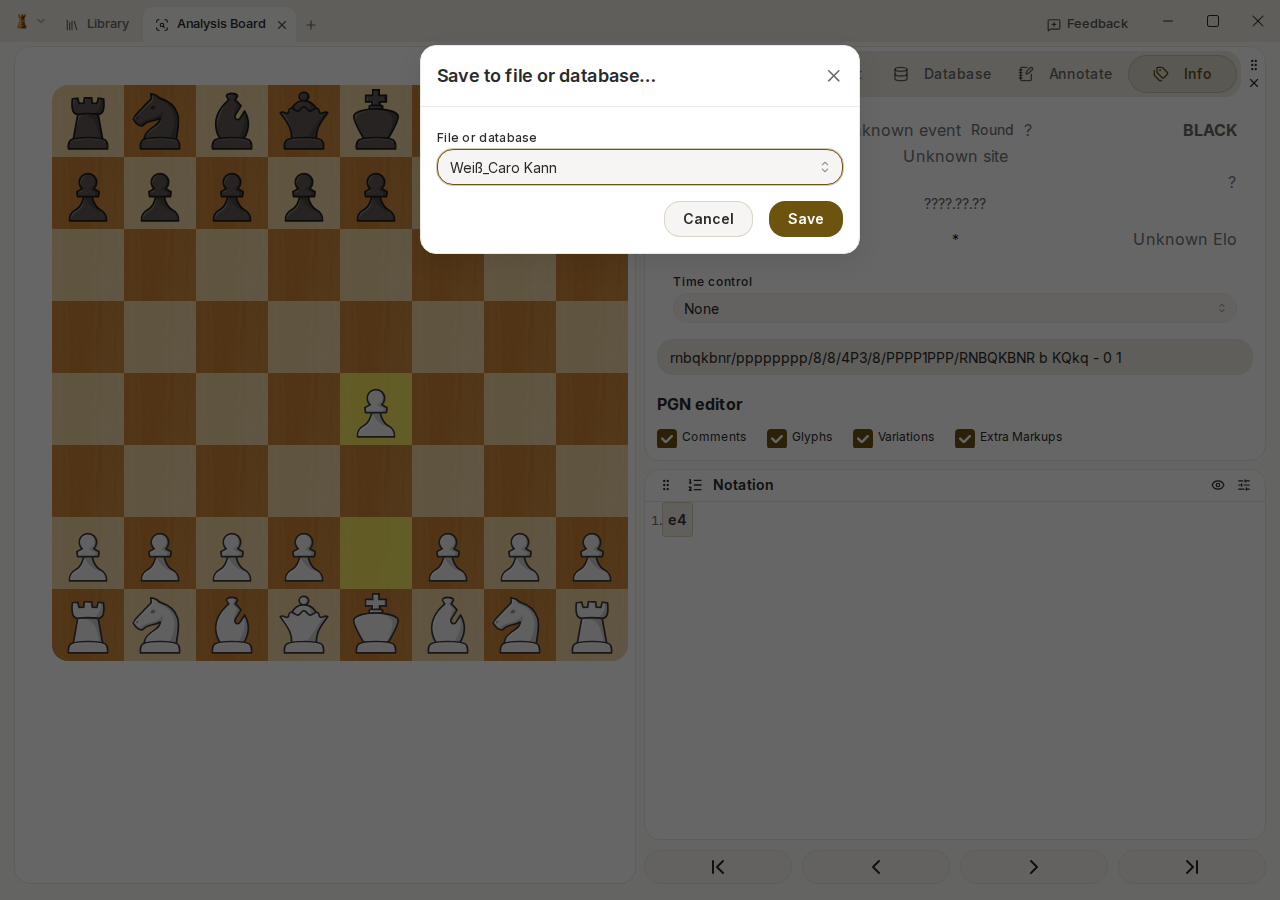 Library
Analysis Board
Feedback
Save to file or database...
File or database
Weiß_Caro Kann
Cancel
Save
Database
Annotate
Info
known event Round ?
BLACK
Unknown site
?
????.??.??
*
Unknown Elo
Time control
None
rnbqkbnr/pppppppp/8/8/4P3/8/PPPP1PPP/RNBQKBNR b KQkq - 0 1
PGN editor
Comments
Glyphs
Variations
Extra Markups
Notation
1. e4